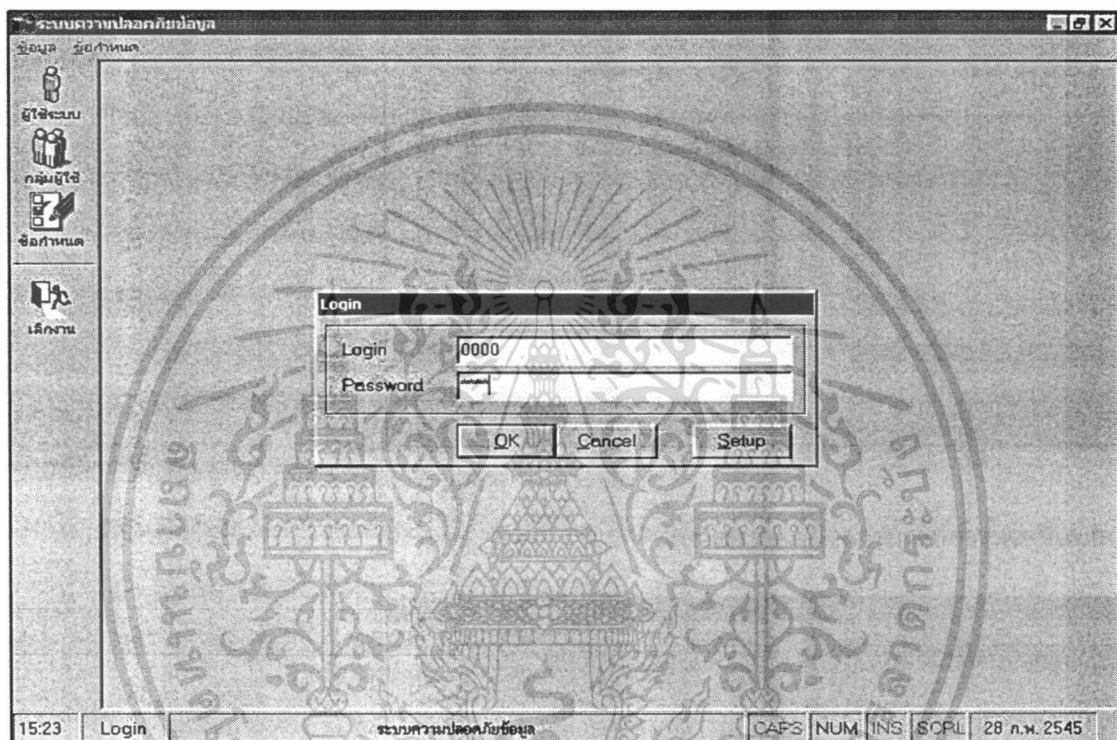 ระบบความปลอดภัยข้อมูล
ข้อมูล ข้อกำหนด
ผู้ใช้ระบบ
กลุ่มผู้ใช้
ข้อกำหนด
เลิกงาน
Login
Login 0000
Password ****
OK Cancel Setup
15:23 Login ระบบความปลอดภัยข้อมูล CAPS NUM INS SCRL 28 ก.พ. 2545